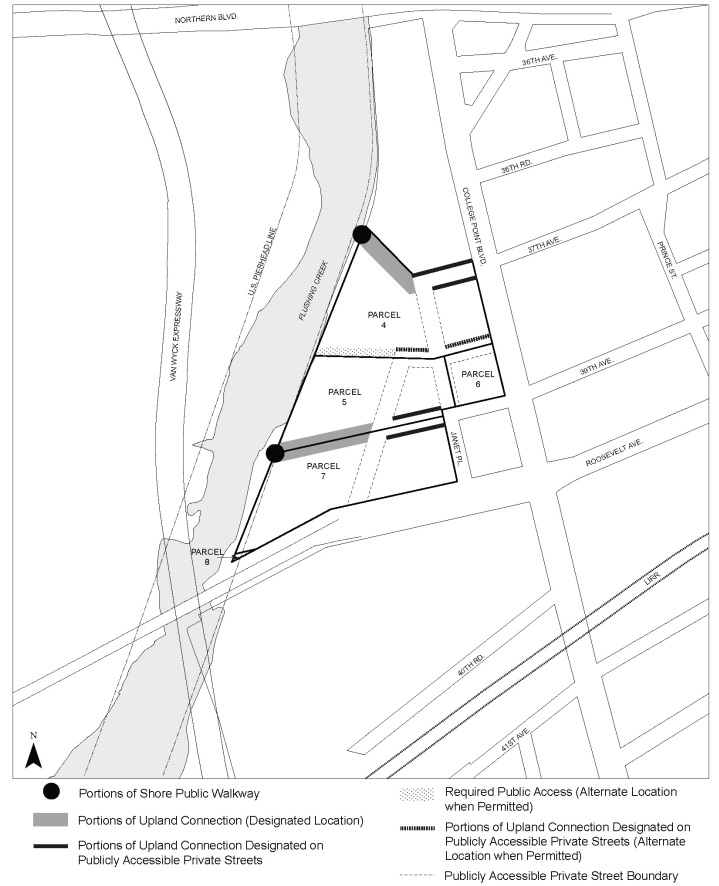 NORTHERN BLVD.
36TH AVE.
36TH RD.
COLLEGE POINT BLVD.
37TH AVE.
PRINCE ST.
U.S. PIERHEAD LINE
FLUSHING CREEK
VAN WYCK EXPRESSWAY
PARCEL
4
39TH AVE.
PARCEL
6
PARCEL
5
ROOSEVELT AVE.
JANET PL.
PARCEL
7
PARCEL
8
LIRR
40TH RD.
41ST AVE.
N
Portions of Shore Public Walkway
Portions of Upland Connection (Designated Location)
Portions of Upland Connection Designated on
Publicly Accessible Private Streets
Required Public Access (Alternate Location
when Permitted)
Portions of Upland Connection Designated on
Publicly Accessible Private Streets (Alternate
Location when Permitted)
Publicly Accessible Private Street Boundary